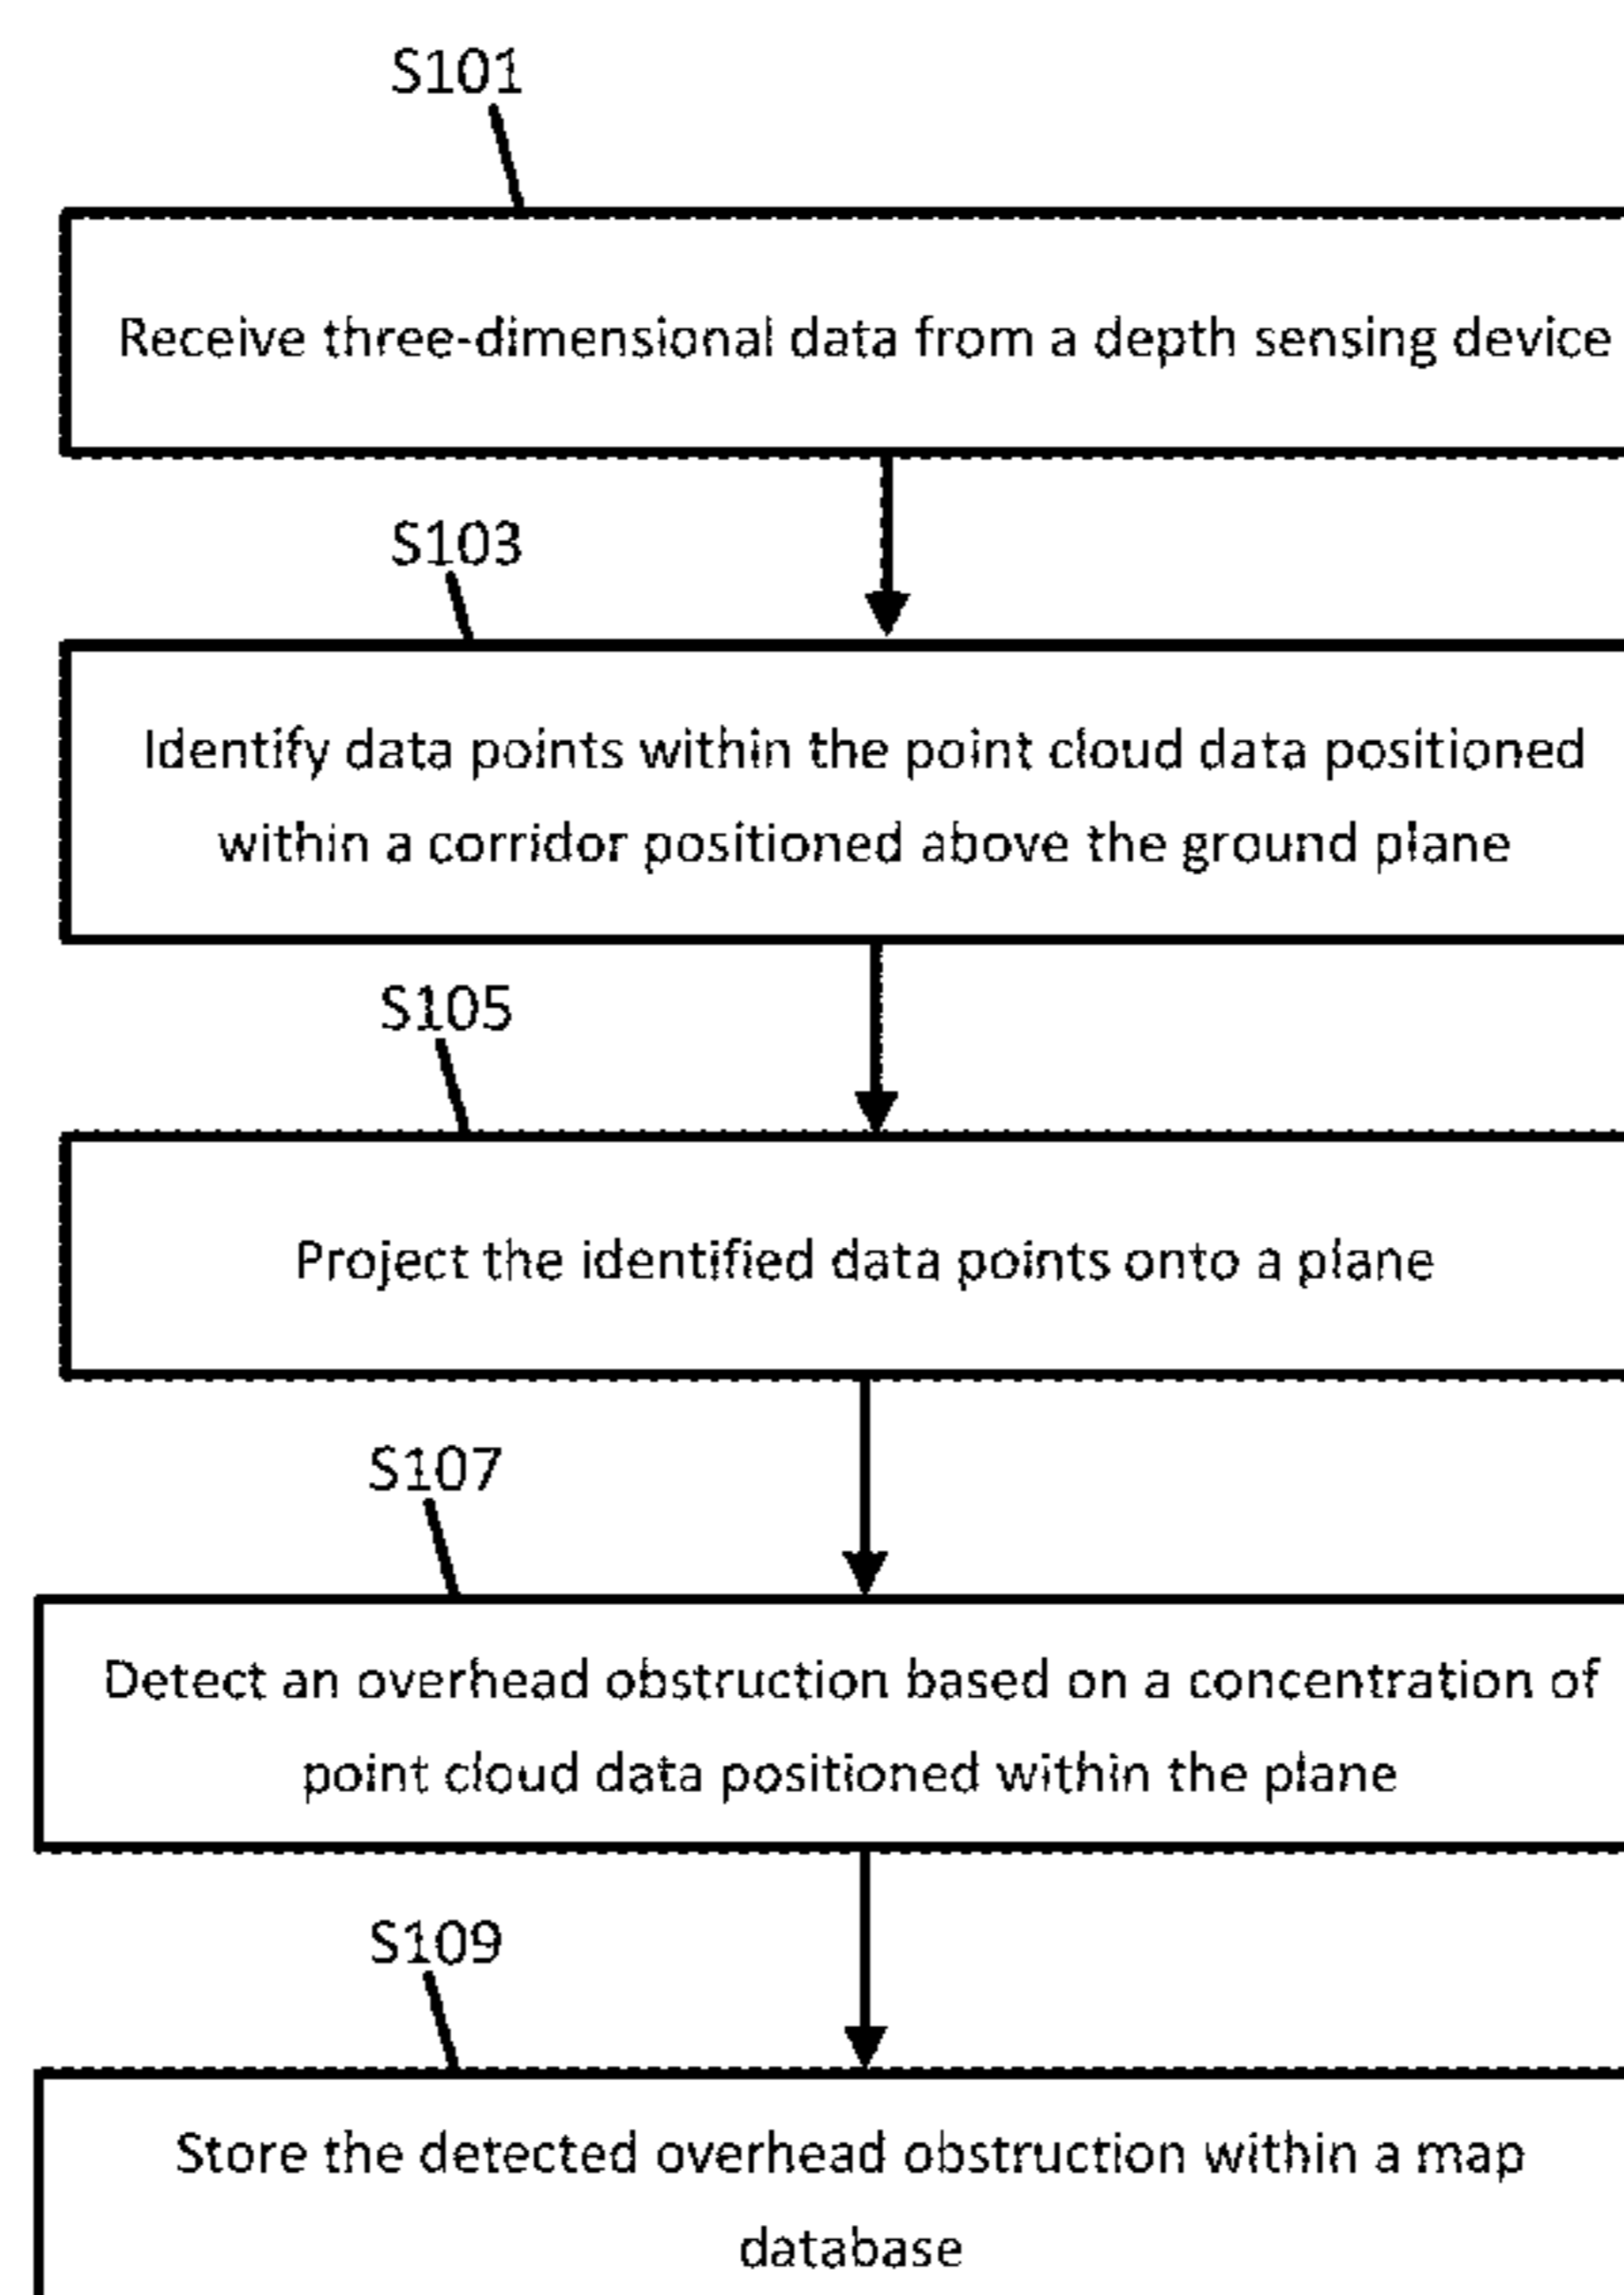 S101
Receive three-dimensional data from a depth sensing device
S103
Identify data points within the point cloud data positioned
within a corridor positioned above the ground plane
S105
Project the identified data points onto a plane
S107
Detect an overhead obstruction based on a concentration of
point cloud data positioned within the plane
S109
Store the detected overhead obstruction within a map
database